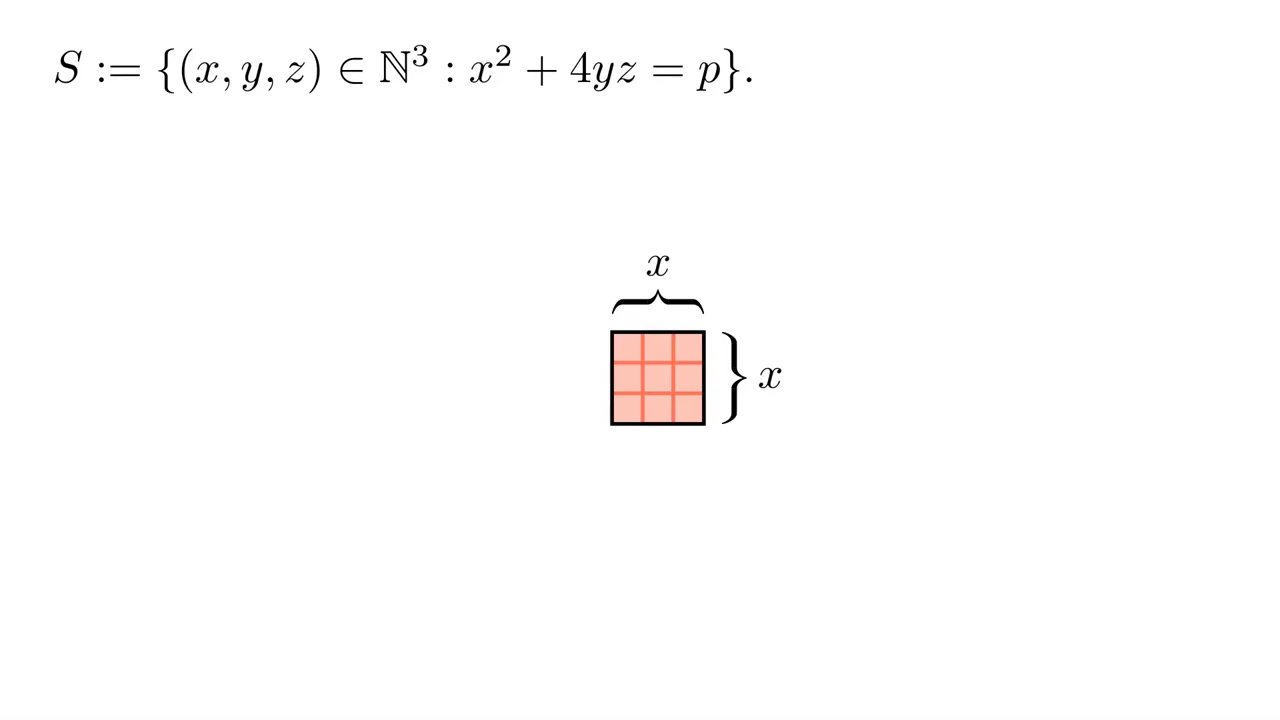 S := {(x, y, z) ∈ ℕ³ : x² + 4yz = p}.
x
x